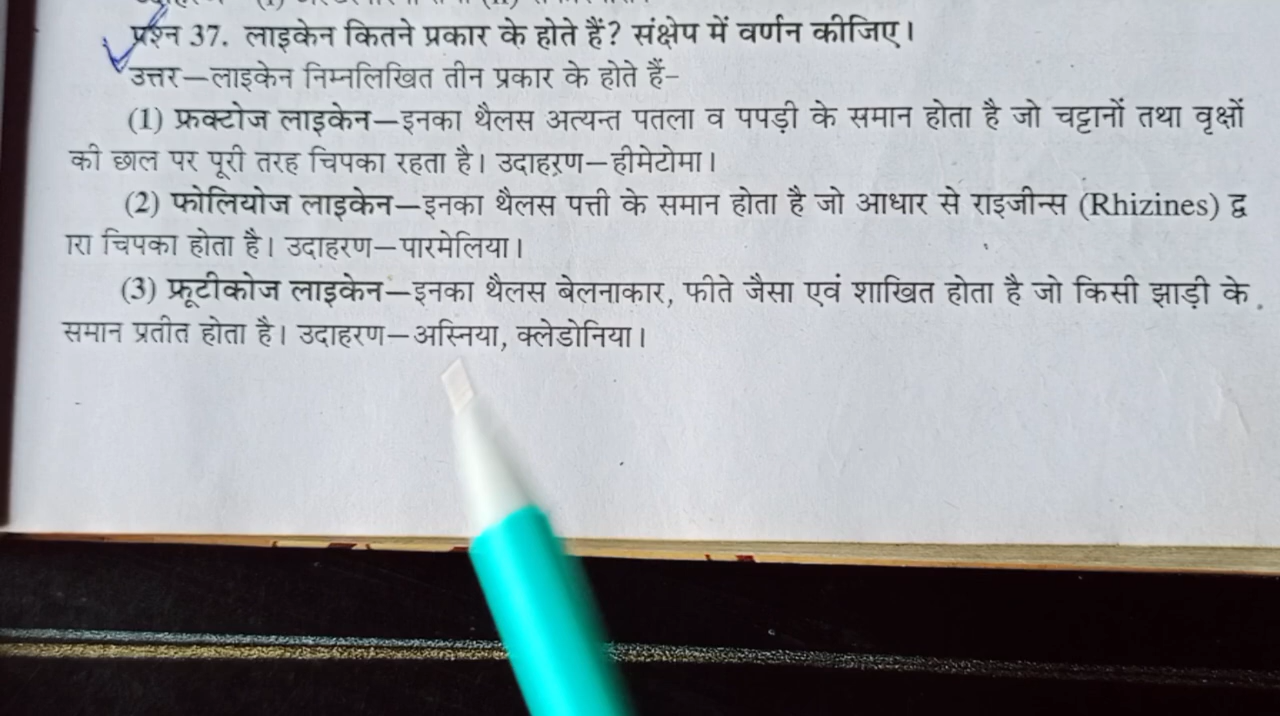 प्रश्न 37. लाइकेन कितने प्रकार के होते हैं? संक्षेप में वर्णन कीजिए।
उत्तर—लाइकेन निम्नलिखित तीन प्रकार के होते हैं-
(1) फ्रक्टोज लाइकेन—इनका थैलस अत्यन्त पतला व पपड़ी के समान होता है जो चट्टानों तथा वृक्षों
की छाल पर पूरी तरह चिपका रहता है। उदाहरण—हीमेटोमा।
(2) फोलियोज लाइकेन—इनका थैलस पत्ती के समान होता है जो आधार से राइजीन्स (Rhizines) द्व
ारा चिपका होता है। उदाहरण—पारमेलिया।
(3) फ्रूटीकोज लाइकेन—इनका थैलस बेलनाकार, फीते जैसा एवं शाखित होता है जो किसी झाड़ी के
समान प्रतीत होता है। उदाहरण—अस्निया, क्लेडोनिया।